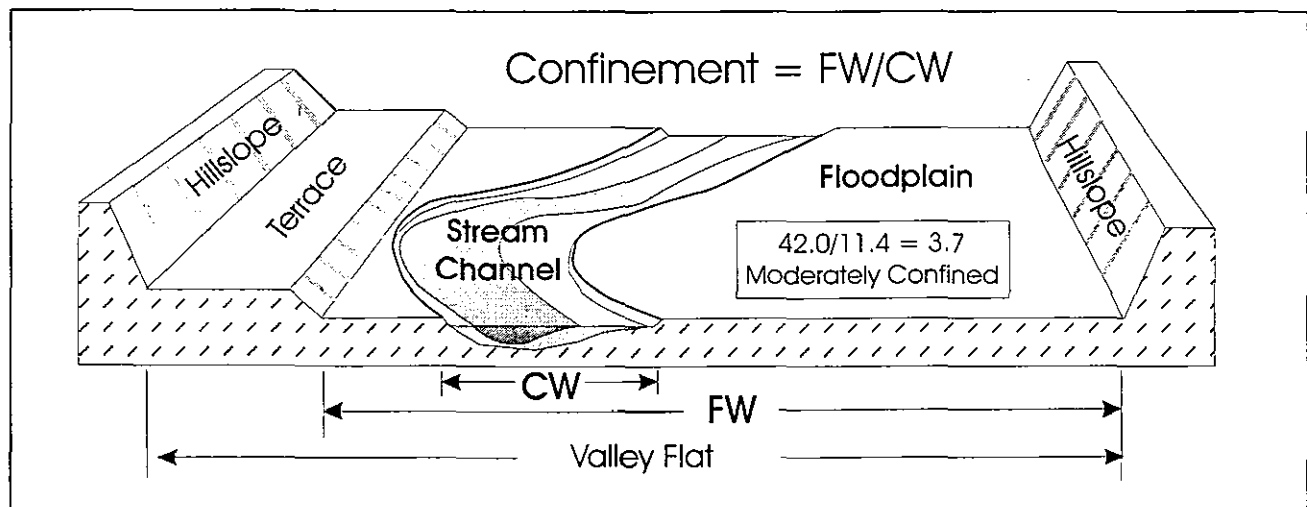 Confinement = FW/CW
Hillslope
Terrace
Stream
Channel
Floodplain
42.0/11.4 = 3.7
Moderately Confined
Hillslope
CW
FW
Valley Flat